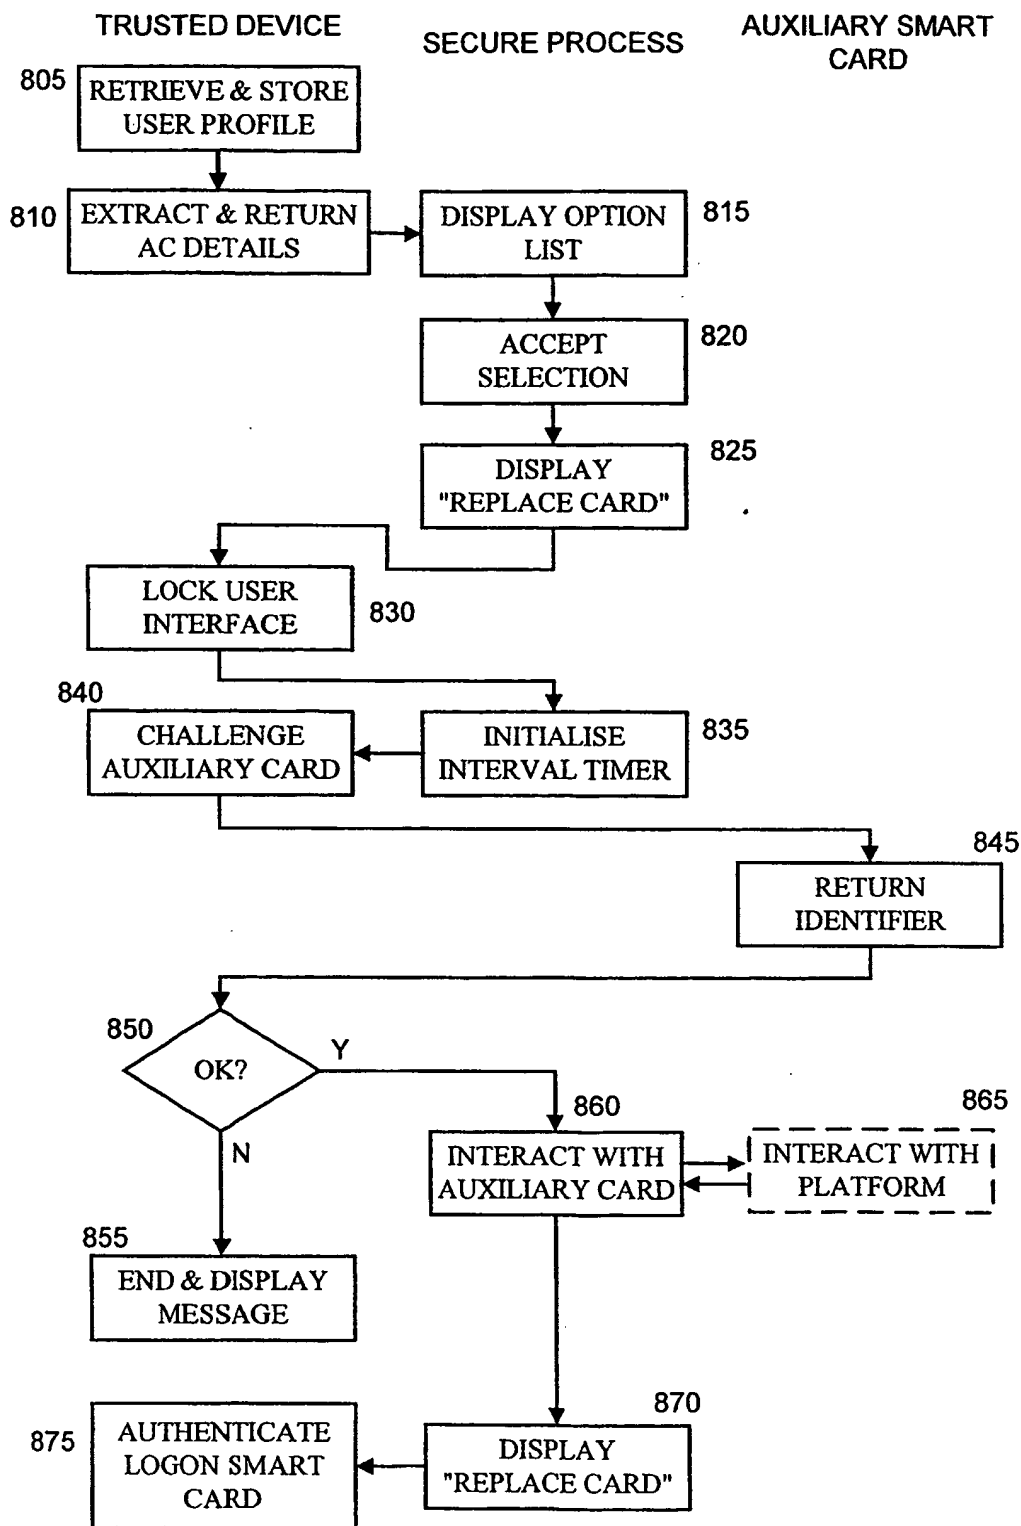 TRUSTED DEVICE
SECURE PROCESS
AUXILIARY SMART
CARD
805
RETRIEVE & STORE
USER PROFILE
810
EXTRACT & RETURN
AC DETAILS
DISPLAY OPTION
LIST
815
ACCEPT
SELECTION
820
DISPLAY
"REPLACE CARD"
825
LOCK USER
INTERFACE
830
840
CHALLENGE
AUXILIARY CARD
INITIALISE
INTERVAL TIMER
835
845
RETURN
IDENTIFIER
850
OK?
Y
N
860
INTERACT WITH
AUXILIARY CARD
865
INTERACT WITH
PLATFORM
855
END & DISPLAY
MESSAGE
870
DISPLAY
"REPLACE CARD"
875
AUTHENTICATE
LOGON SMART
CARD